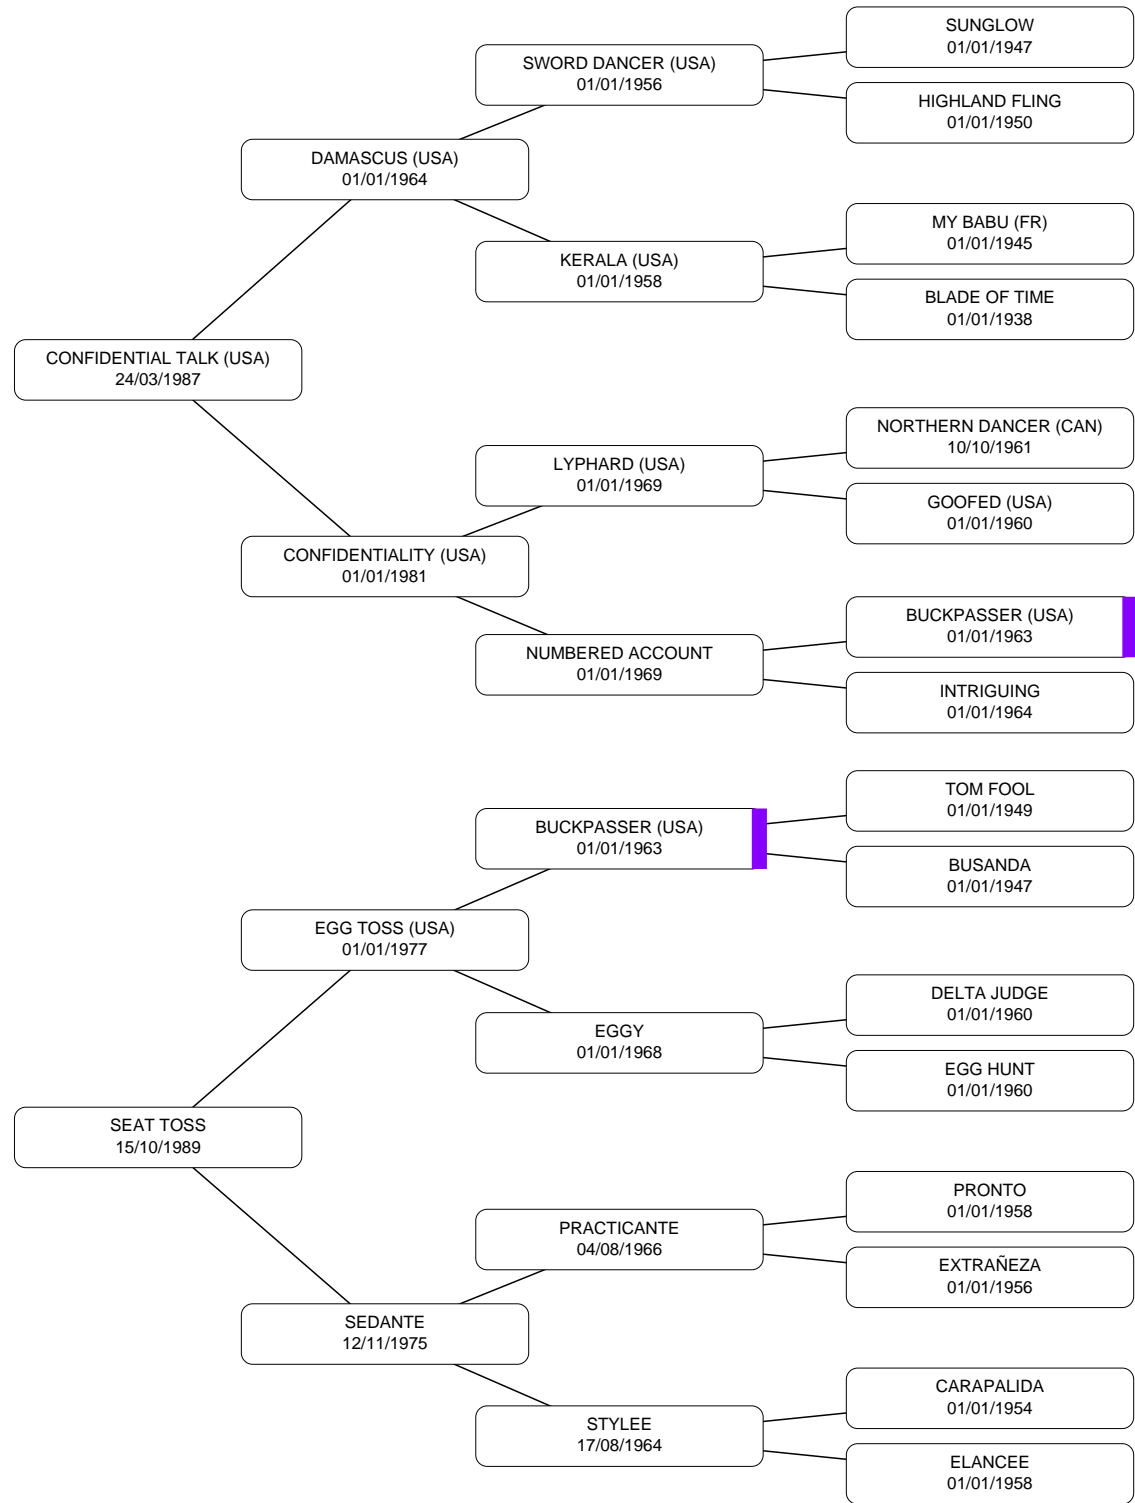 SUNGLOW
01/01/1947
SWORD DANCER (USA)
01/01/1956
HIGHLAND FLING
01/01/1950
DAMASCUS (USA)
01/01/1964
MY BABU (FR)
01/01/1945
KERALA (USA)
01/01/1958
BLADE OF TIME
01/01/1938
CONFIDENTIAL TALK (USA)
24/03/1987
NORTHERN DANCER (CAN)
10/10/1961
LYPHARD (USA)
01/01/1969
GOOFED (USA)
01/01/1960
CONFIDENTIALITY (USA)
01/01/1981
BUCKPASSER (USA)
01/01/1963
NUMBERED ACCOUNT
01/01/1969
INTRIGUING
01/01/1964
TOM FOOL
01/01/1949
BUCKPASSER (USA)
01/01/1963
BUSANDA
01/01/1947
EGG TOSS (USA)
01/01/1977
DELTA JUDGE
01/01/1960
EGGY
01/01/1968
EGG HUNT
01/01/1960
SEAT TOSS
15/10/1989
PRONTO
01/01/1958
PRACTICANTE
04/08/1966
EXTRAÑEZA
01/01/1956
SEDANTE
12/11/1975
CARAPALIDA
01/01/1954
STYLEE
17/08/1964
ELANCEE
01/01/1958